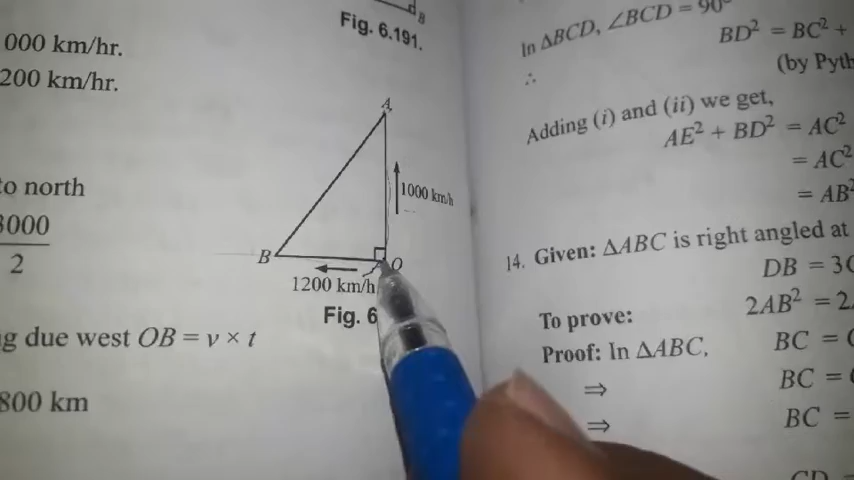 B
Fig. 6.191.
000 km/hr.
200 km/hr.
A
1000 km/h
to north
3000
2
B
O
1200 km/h
Fig. 6
g due west OB = v × t
800 km
In ΔBCD, ∠BCD = 90°
BD² = BC² +
∴
(by Pyth
Adding (i) and (ii) we get,
AE² + BD² = AC²
= AC²
= AB²
14. Given: ΔABC is right angled at
DB = 3
To prove:
2AB² = 2
Proof: In ΔABC,
BC =
⇒
BC =
⇒
BC =
CD